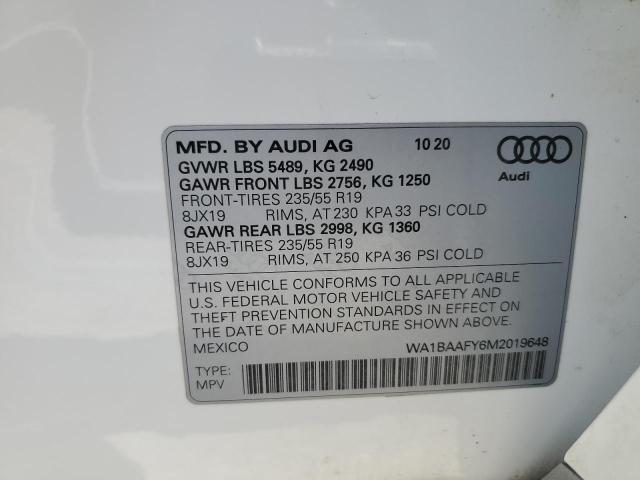 MFD. BY AUDI AG 10 20
GVWR LBS 5489, KG 2490
GAWR FRONT LBS 2756, KG 1250
FRONT-TIRES 235/55 R19
8JX19 RIMS, AT 230 KPA 33 PSI COLD
GAWR REAR LBS 2998, KG 1360
REAR-TIRES 235/55 R19
8JX19 RIMS, AT 250 KPA 36 PSI COLD
Audi
THIS VEHICLE CONFORMS TO ALL APPLICABLE
U.S. FEDERAL MOTOR VEHICLE SAFETY AND
THEFT PREVENTION STANDARDS IN EFFECT ON
THE DATE OF MANUFACTURE SHOWN ABOVE.
MEXICO WA1BAAFY6M2019648
TYPE:
MPV